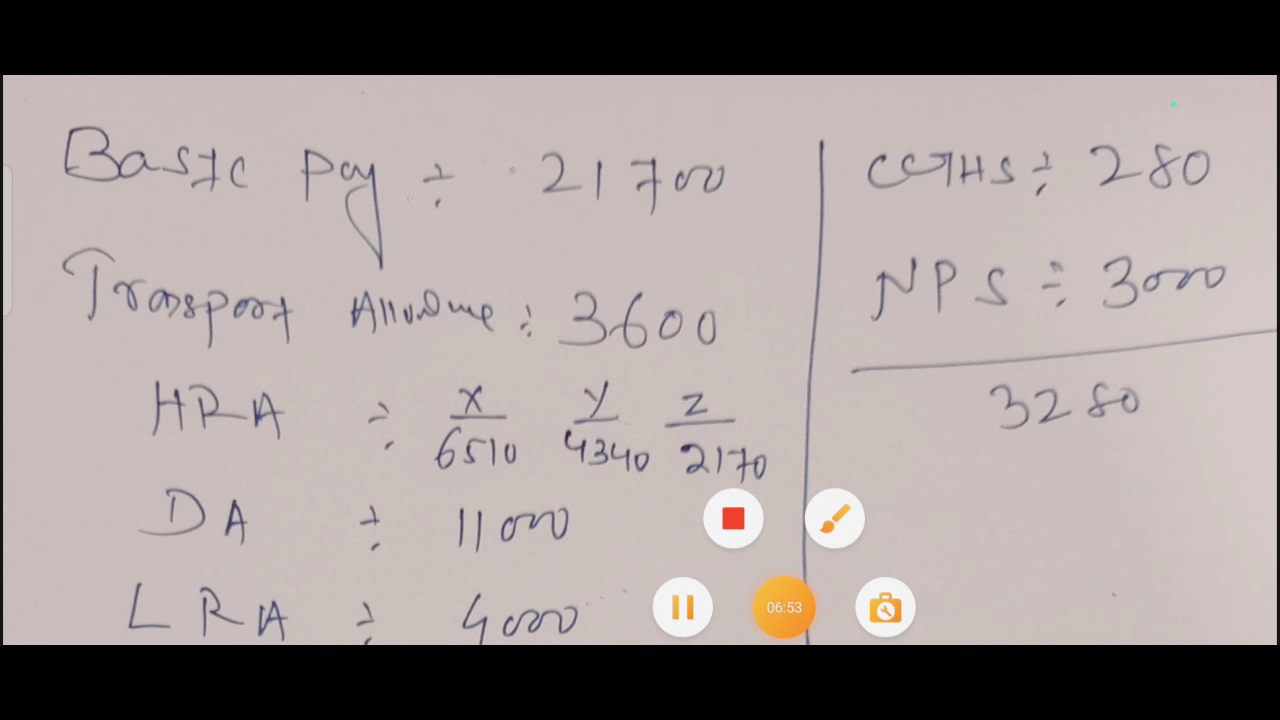 Basic Pay ÷ 21700
Transport Allowance ÷ 3600
HRA ÷ X/6510 Y/4340 Z/2170
DA ÷ 11000
LRA ÷ 4000
CGHS ÷ 280
NPS ÷ 3000
3280
06:53